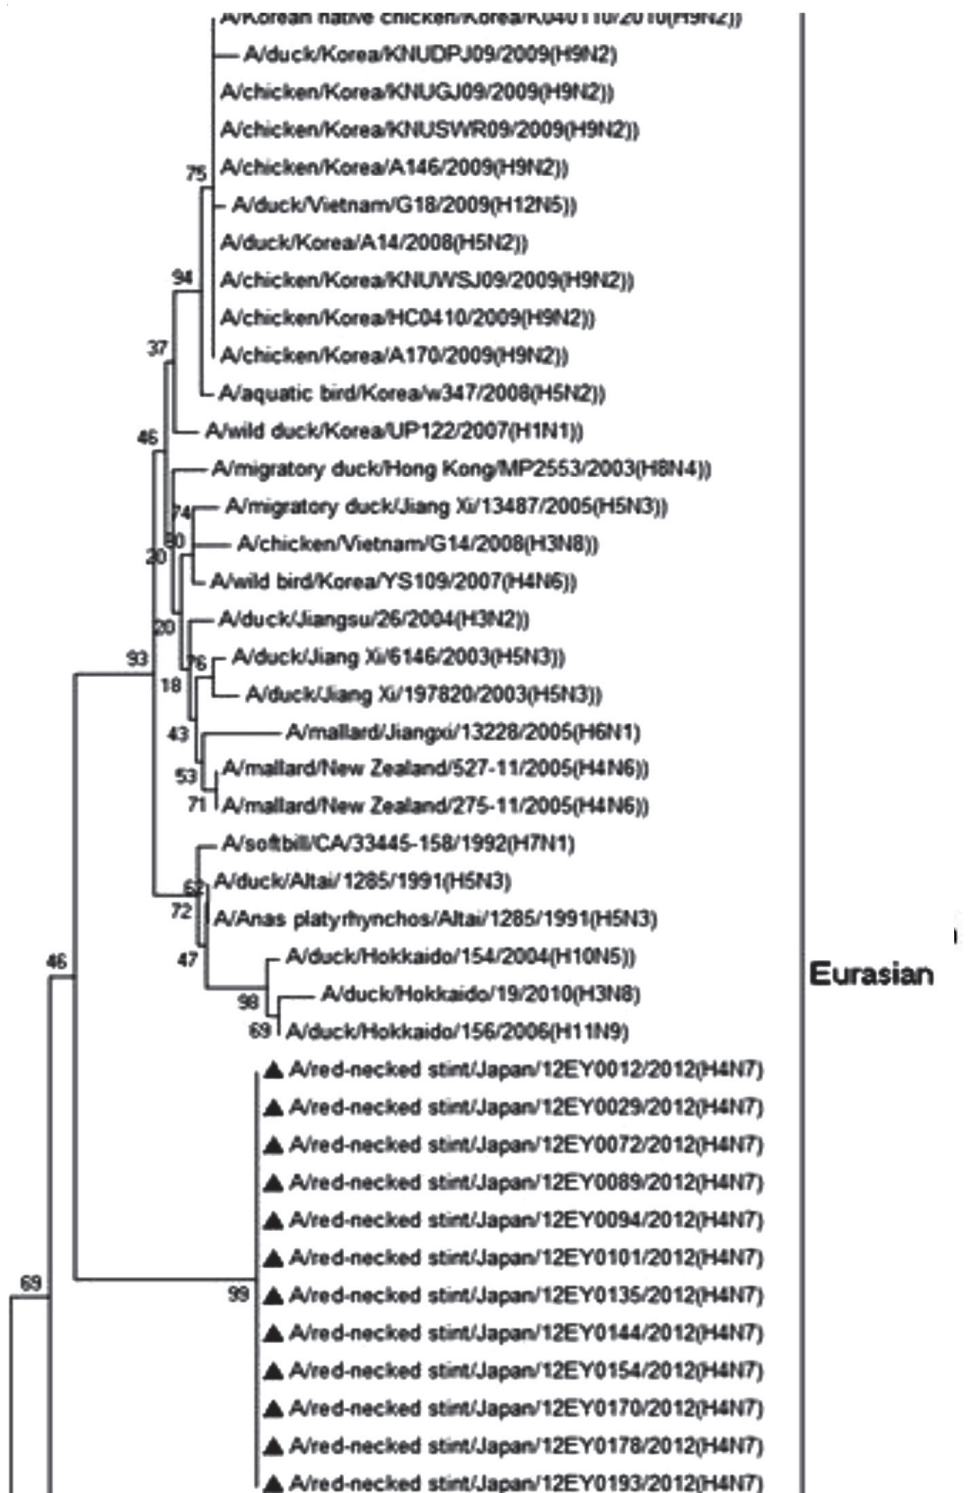 A/Korean native chicken/Korea/K040110/2010(H9N2))
A/duck/Korea/KNUDPJ09/2009(H9N2)
A/chicken/Korea/KNUGJ09/2009(H9N2))
A/chicken/Korea/KNUSWR09/2009(H9N2))
A/chicken/Korea/A146/2009(H9N2))
75
A/duck/Vietnam/G18/2009(H12N5))
A/duck/Korea/A14/2008(H5N2))
94
A/chicken/Korea/KNUWSJ09/2009(H9N2))
A/chicken/Korea/HC0410/2009(H9N2))
37
A/chicken/Korea/A170/2009(H9N2))
A/aquatic bird/Korea/w347/2008(H5N2))
A/wild duck/Korea/UP122/2007(H1N1))
46
A/migratory duck/Hong Kong/MP2553/2003(H8N4))
74
A/migratory duck/Jiang Xi/13487/2005(H5N3))
80
20
A/chicken/Vietnam/G14/2008(H3N8))
A/wild bird/Korea/YS109/2007(H4N6))
20
A/duck/Jiangsu/26/2004(H3N2))
93
76
A/duck/Jiang Xi/6146/2003(H5N3))
18
A/duck/Jiang Xi/197820/2003(H5N3))
43
A/mallard/Jiangxi/13228/2005(H6N1)
53
A/mallard/New Zealand/527-11/2005(H4N6))
71
A/mallard/New Zealand/275-11/2005(H4N6))
A/softbill/CA/33445-158/1992(H7N1)
A/duck/Altai/1285/1991(H5N3)
72
A/Anas platyrhynchos/Altai/1285/1991(H5N3)
46
47
A/duck/Hokkaido/154/2004(H10N5))
Eurasian
98
A/duck/Hokkaido/19/2010(H3N8)
69
A/duck/Hokkaido/156/2006(H11N9)
A/red-necked stint/Japan/12EY0012/2012(H4N7)
A/red-necked stint/Japan/12EY0029/2012(H4N7)
A/red-necked stint/Japan/12EY0072/2012(H4N7)
A/red-necked stint/Japan/12EY0089/2012(H4N7)
A/red-necked stint/Japan/12EY0094/2012(H4N7)
A/red-necked stint/Japan/12EY0101/2012(H4N7)
69
99
A/red-necked stint/Japan/12EY0135/2012(H4N7)
A/red-necked stint/Japan/12EY0144/2012(H4N7)
A/red-necked stint/Japan/12EY0154/2012(H4N7)
A/red-necked stint/Japan/12EY0170/2012(H4N7)
A/red-necked stint/Japan/12EY0178/2012(H4N7)
A/red-necked stint/Japan/12EY0193/2012(H4N7)